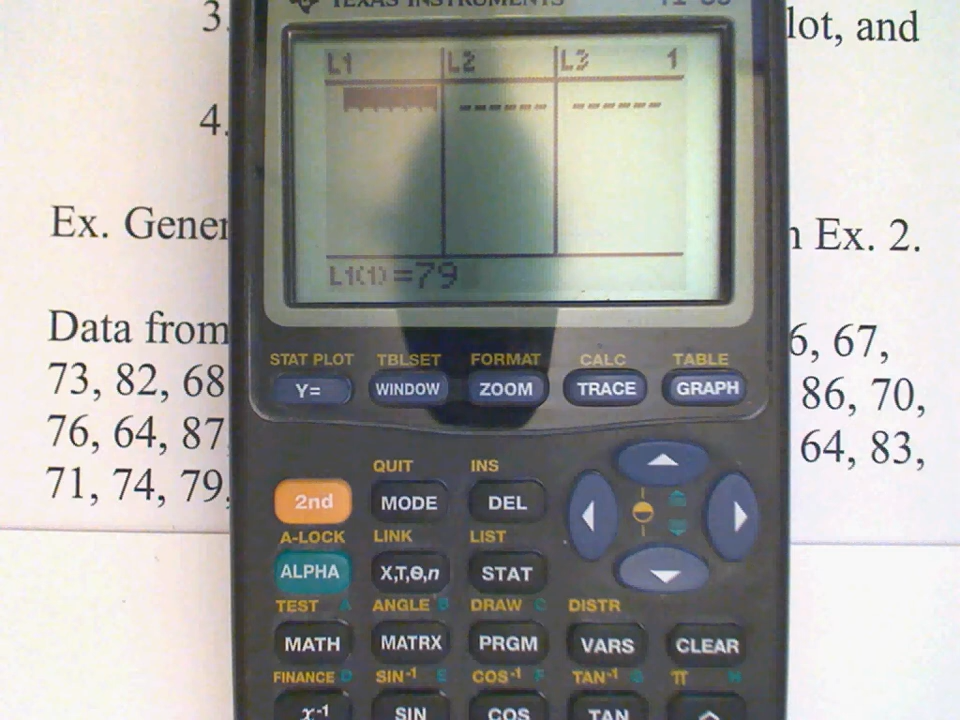 3. TEXAS INSTRUMENTS lot, and
L1 L2 L3 1
4.
Ex. Gener n Ex. 2.
L1(1)=79
Data from 6, 67,
STAT PLOT TBLSET FORMAT CALC TABLE
73, 82, 68 Y= WINDOW ZOOM TRACE GRAPH 86, 70,
76, 64, 87, 64, 83,
QUIT INS
71, 74, 79, 2nd MODE DEL
A-LOCK LINK LIST
ALPHA X,T,Θ,n STAT
TEST A ANGLE B DRAW C DISTR
MATH MATRX PRGM VARS CLEAR
FINANCE D SIN⁻¹ E COS⁻¹ F TAN⁻¹ G π H
x⁻¹ SIN COS TAN ^